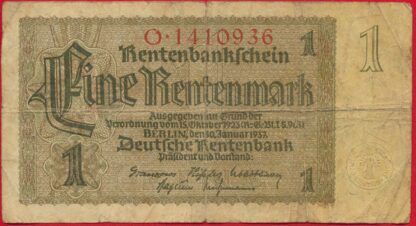 O·1410936
Rentenbankschein
1
1
Eine Rentenmark
Ausgegeben auf Grund der
Verordnung vom 15. Oktober 1923 (R-G-Bl. I S. 963)
BERLIN, den 30. Januar 1937
1
Deutsche Rentenbank
Präsident und Vorstand: